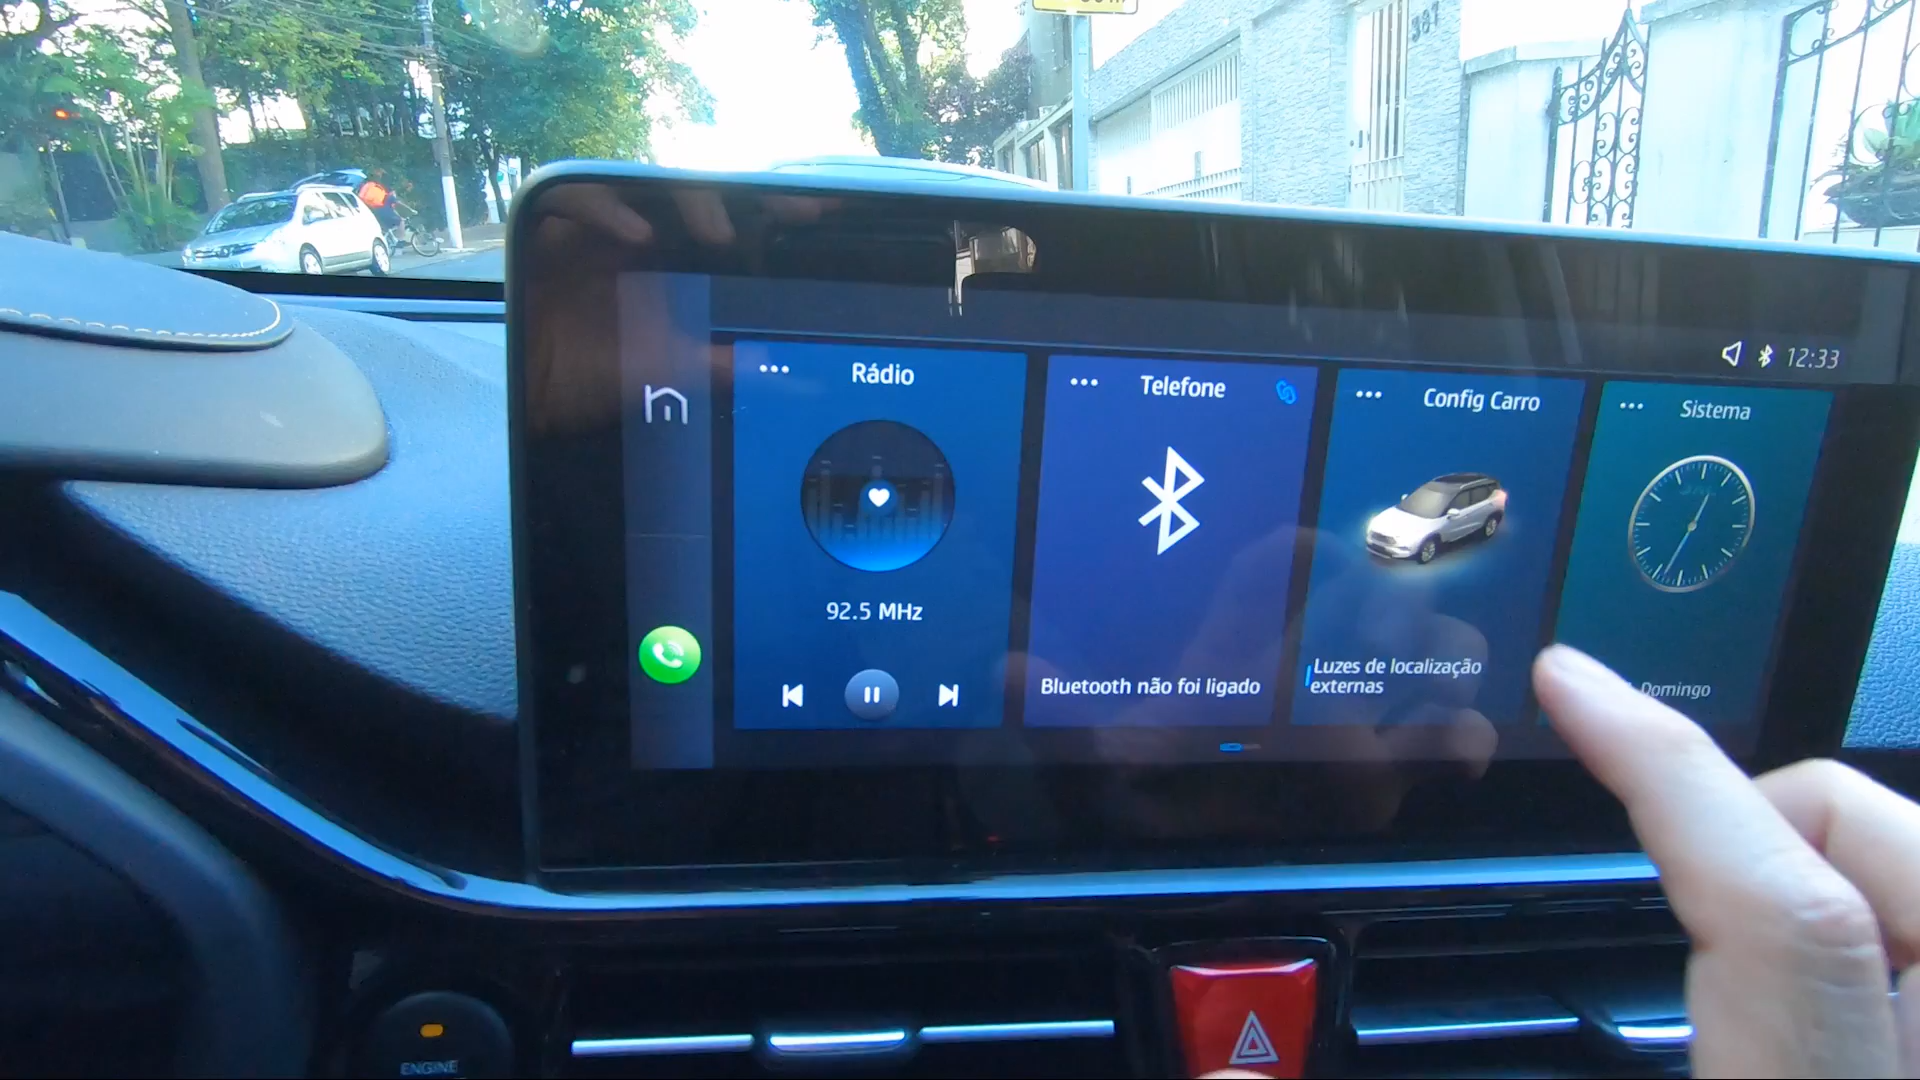 387
12:33
Rádio
Telefone
Config Carro
Sistema
92.5 MHz
Bluetooth não foi ligado
Luzes de localização
externas
Domingo
ENGINE